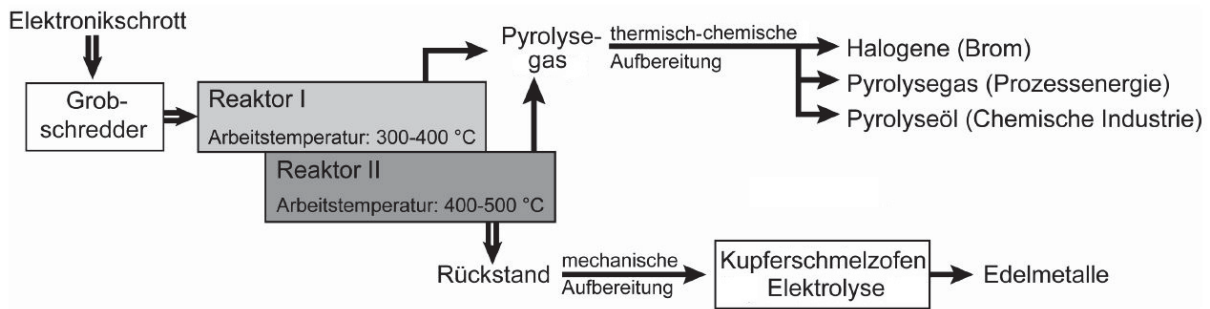 Elektronikschrott
Grob-
schredder
Reaktor I
Arbeitstemperatur: 300-400 °C
Reaktor II
Arbeitstemperatur: 400-500 °C
Pyrolyse-
gas
thermisch-chemische
Aufbereitung
Halogene (Brom)
Pyrolysegas (Prozessenergie)
Pyrolyseöl (Chemische Industrie)
Rückstand
mechanische
Aufbereitung
Kupferschmelzofen
Elektrolyse
Edelmetalle